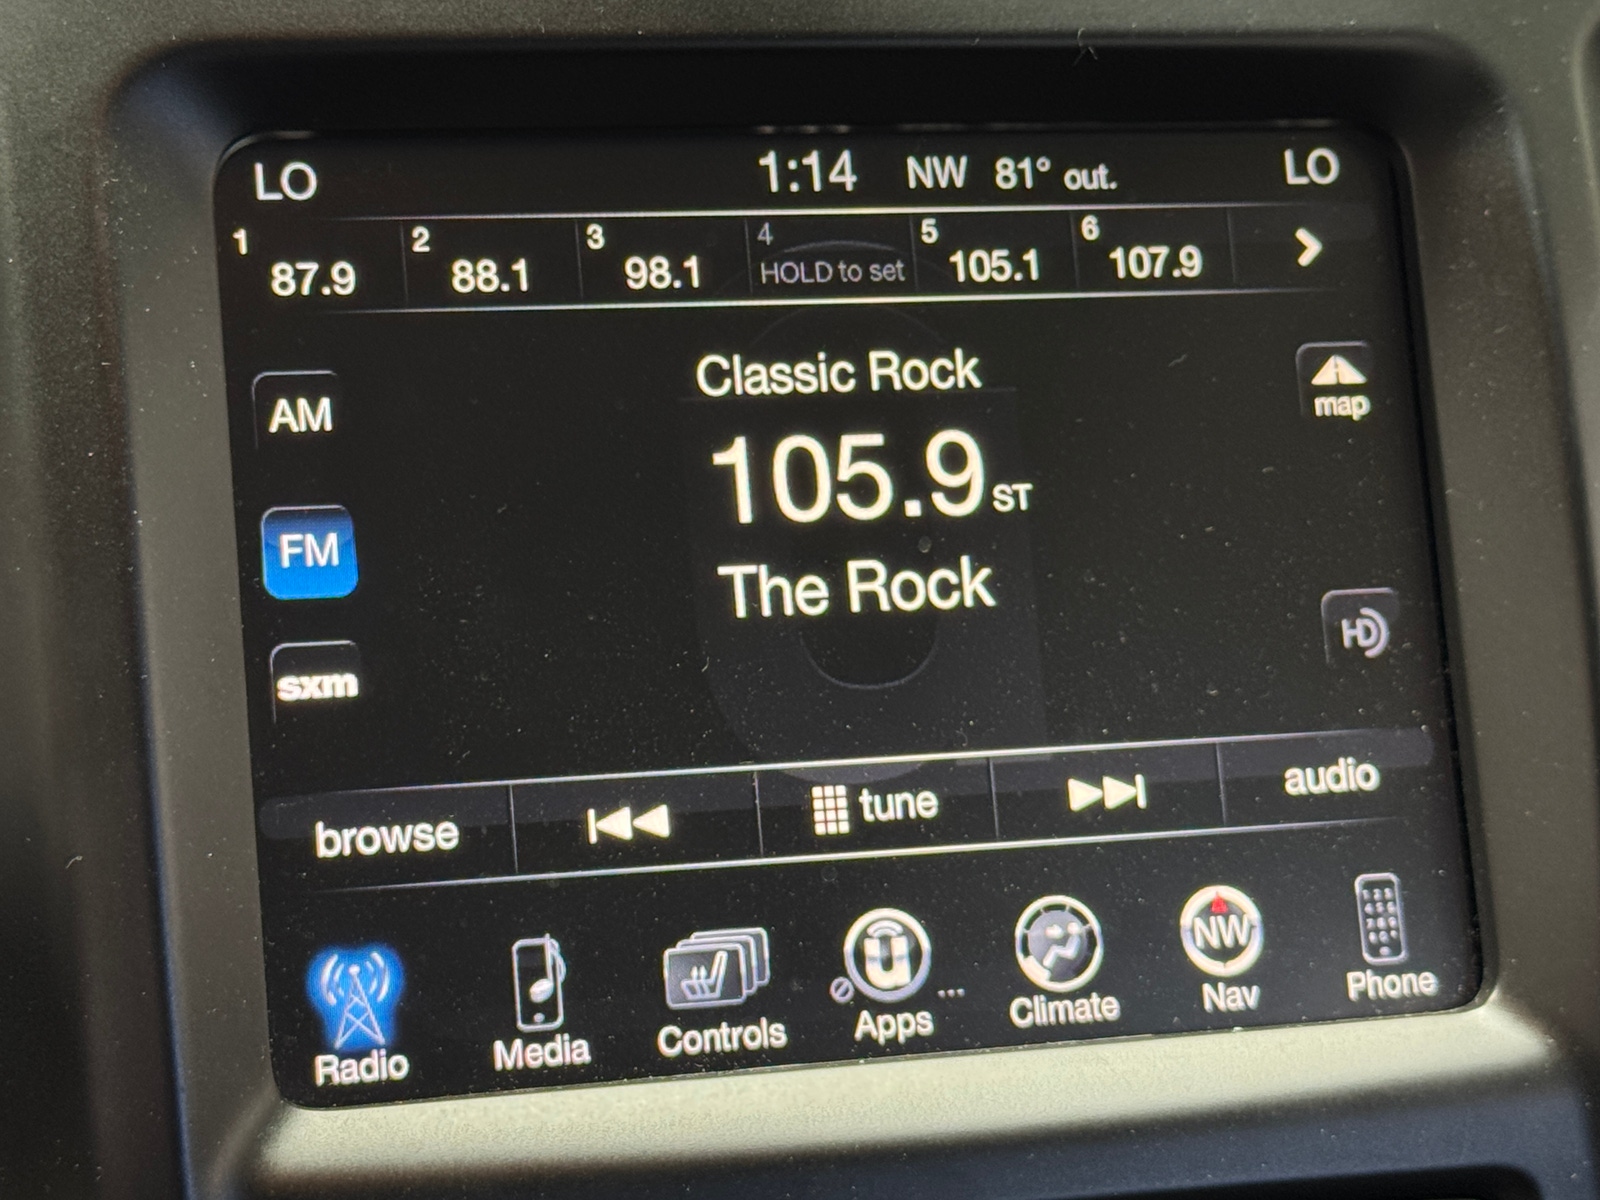 LO 1:14 NW 81° out. LO
1 2 3 4 5 6
87.9 88.1 98.1 HOLD to set 105.1 107.9
Classic Rock
map
AM
105.9 ST
FM
The Rock
HD
sxm
browse tune audio
u NW
Radio Media Controls Apps ... Climate Nav Phone